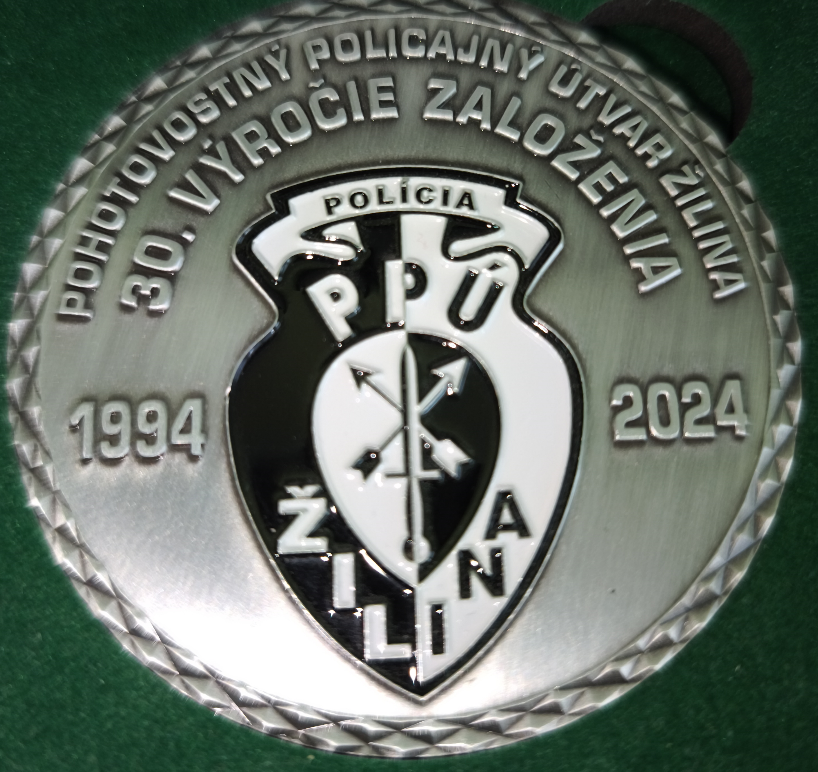 POHOTOVOSTNÝ POLICAJNÝ ÚTVAR ŽILINA
30. VÝROČIE ZALOŽENIA
POLÍCIA
PPÚ
1994
2024
ŽILINA